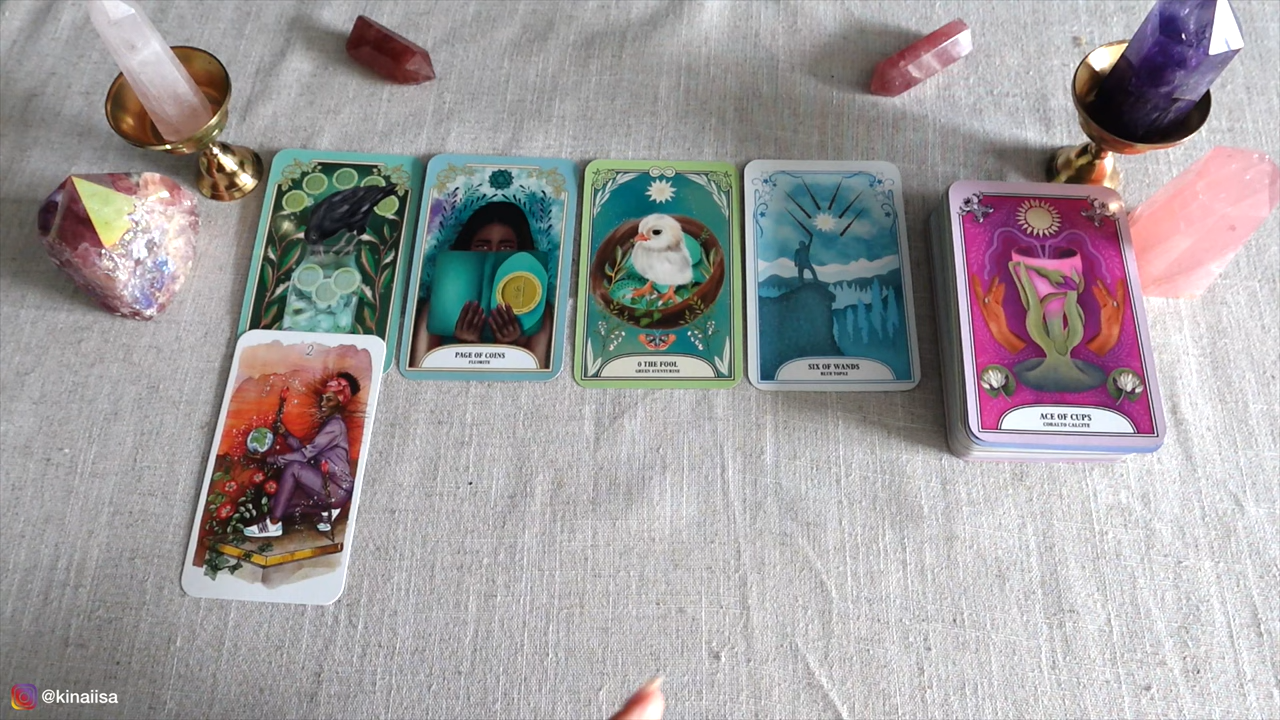 PAGE OF COINS
FLUORITE
0 THE FOOL
GREEN AVENTURINE
SIX OF WANDS
BLUE TOPAZ
ACE OF CUPS
COBALTO CALCITE
2
@kinaiisa